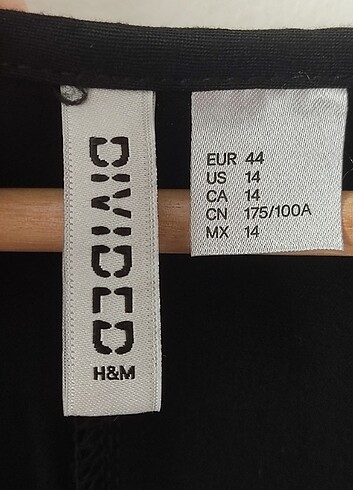 DIVIDED
H&M
EUR 44
US 14
CA 14
CN 175/100A
MX 14